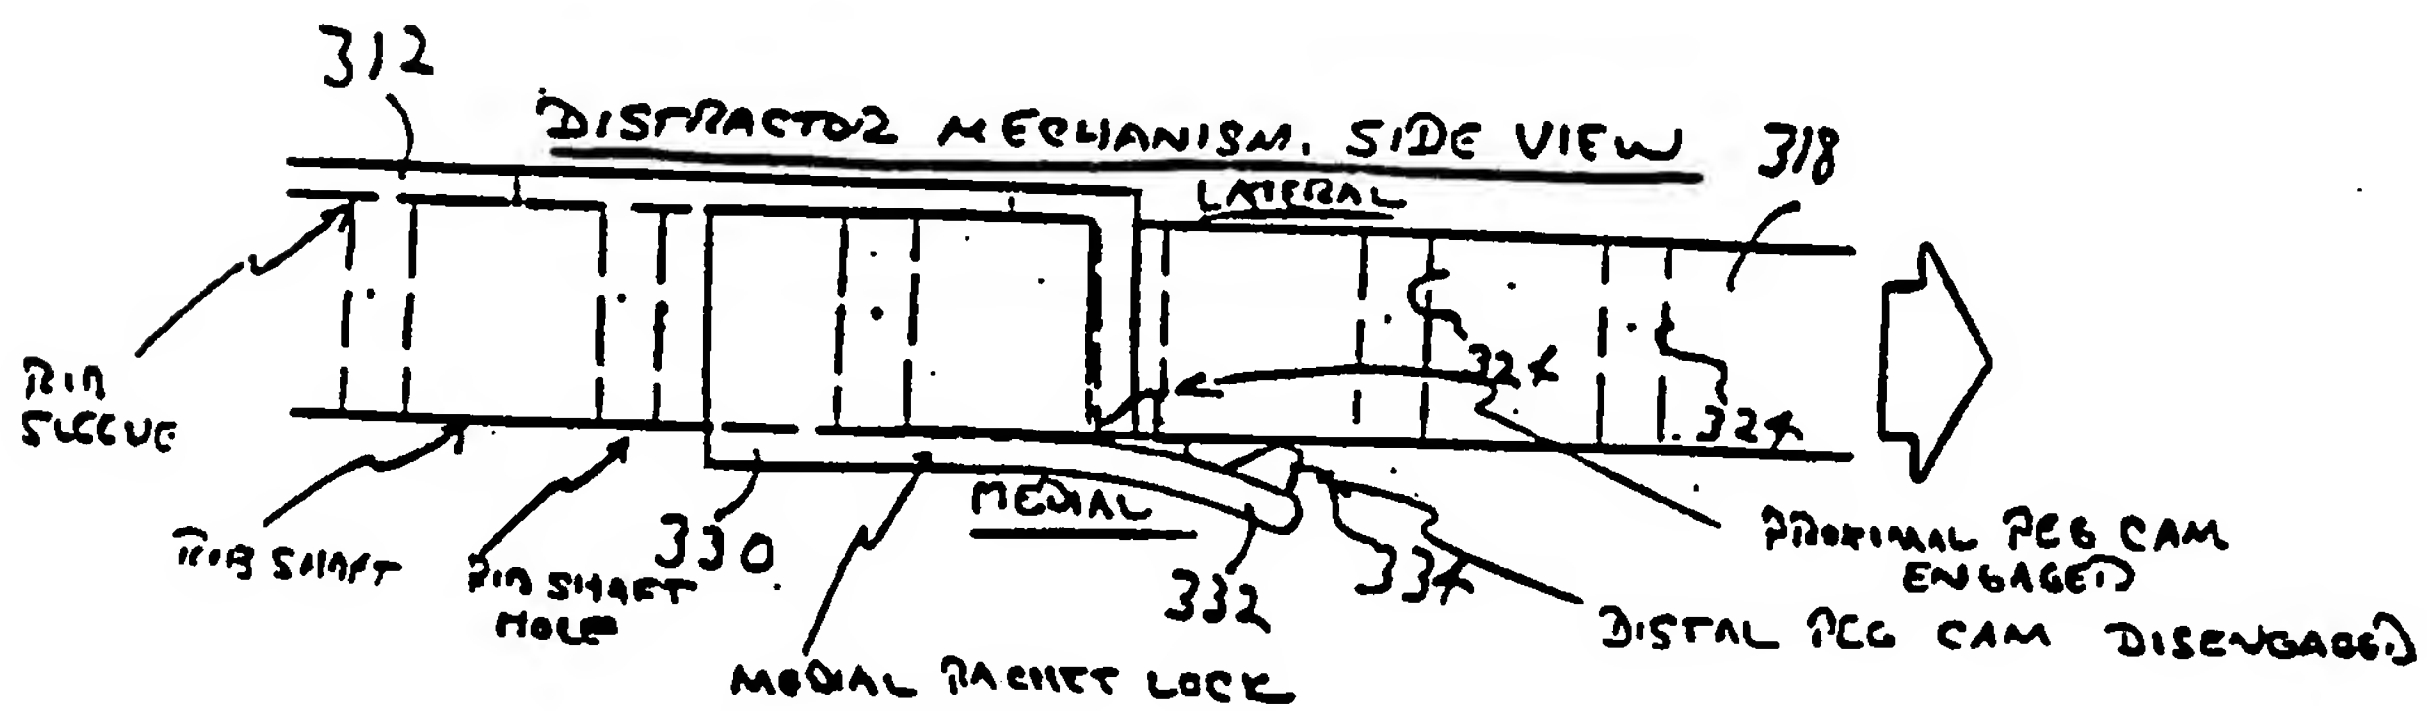 312
DISTRACTOR MECHANISM. SIDE VIEW
318
LATERAL
324
324
RIB
SLEEVE
RIB SHAFT
RIB SHAFT
HOLE
330
MEDIAL
332
334
PROXIMAL PEG CAM
ENGAGED
DISTAL PEG CAM DISENGAGED
MEDIAL RACHET LOCK